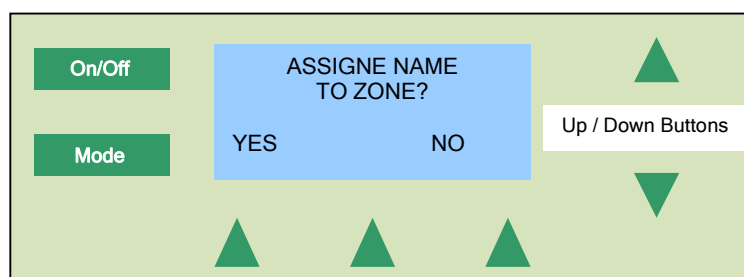 On/Off
ASSIGNE NAME
TO ZONE?
YES NO
Mode
Up / Down Buttons